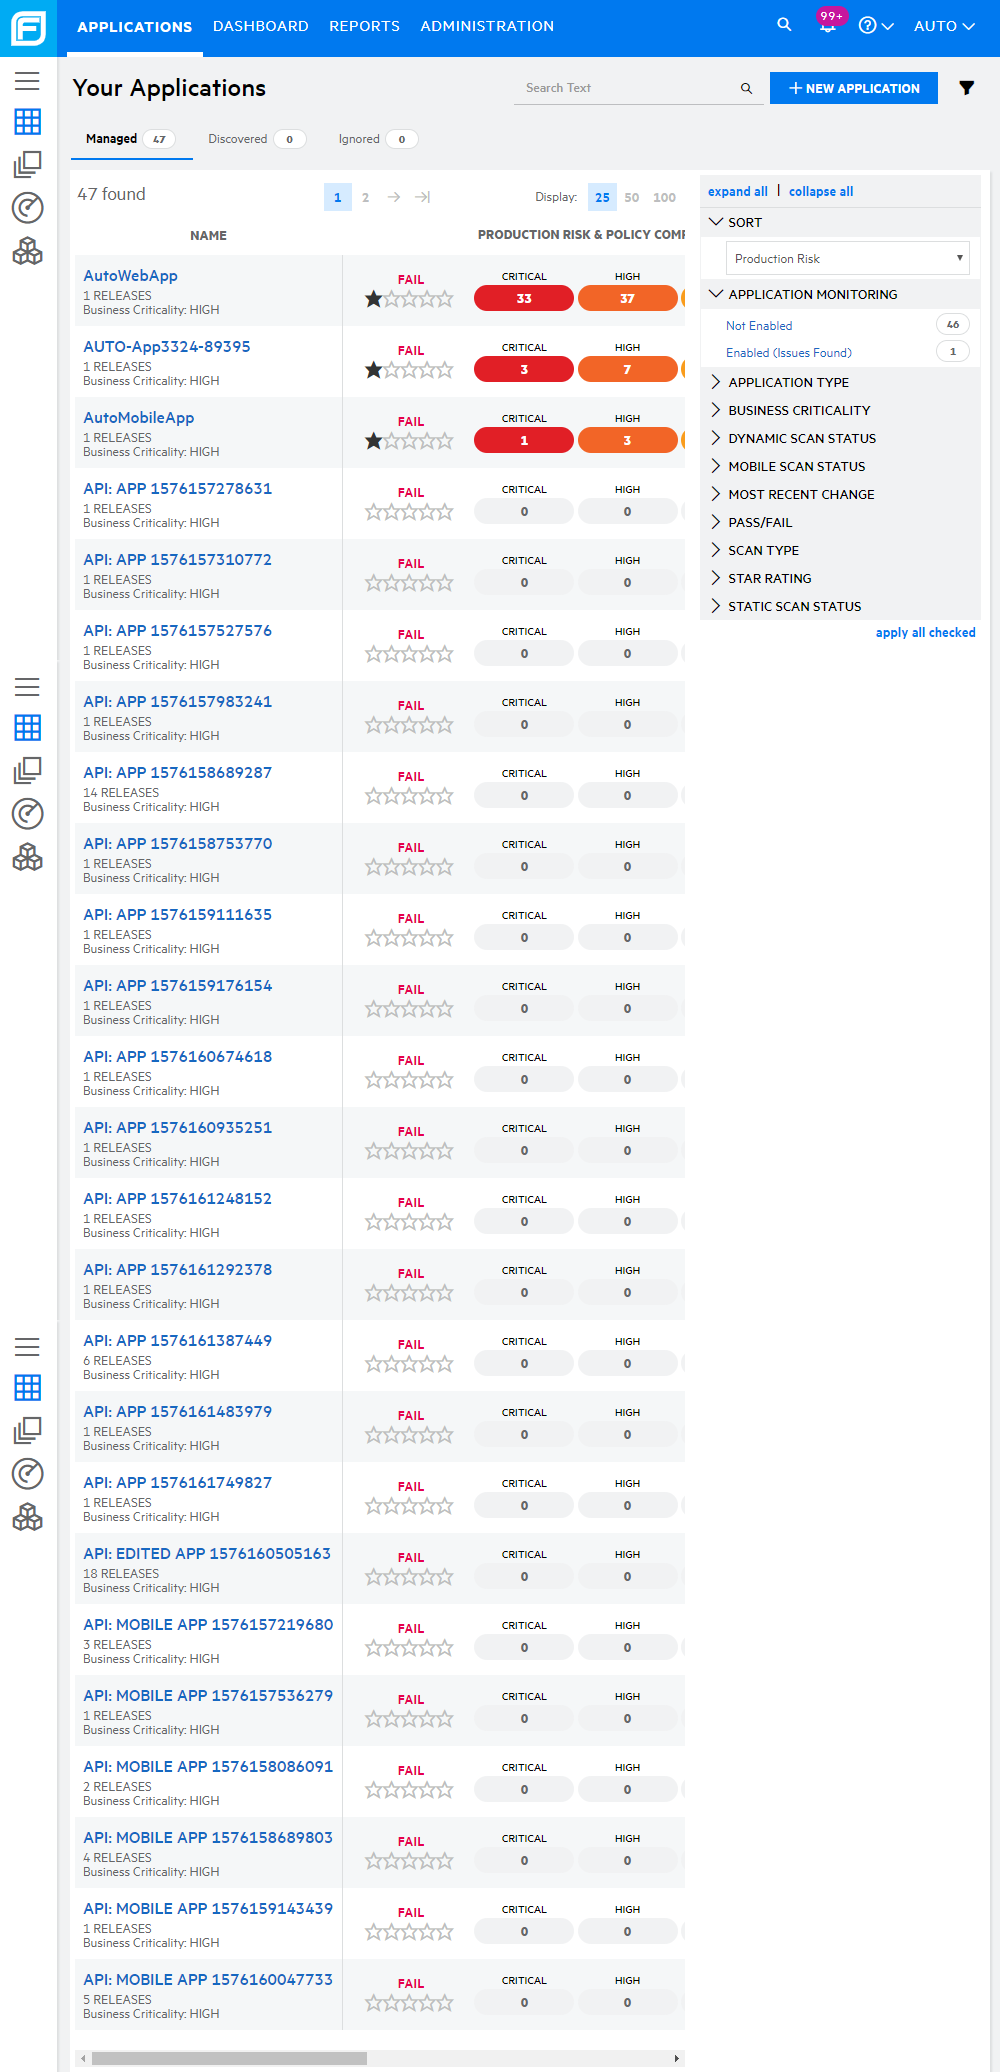 APPLICATIONS DASHBOARD REPORTS ADMINISTRATION 99+ ? AUTO
Your Applications Search Text + NEW APPLICATION
Managed 47 Discovered 0 Ignored 0
47 found 1 2 Display: 25 50 100
NAME PRODUCTION RISK & POLICY COMP
AutoWebApp
1 RELEASES
Business Criticality: HIGH
FAIL
CRITICAL HIGH
33 37
AUTO-App3324-89395
1 RELEASES
Business Criticality: HIGH
FAIL
CRITICAL HIGH
3 7
AutoMobileApp
1 RELEASES
Business Criticality: HIGH
FAIL
CRITICAL HIGH
1 3
API: APP 1576157278631
1 RELEASES
Business Criticality: HIGH
FAIL
CRITICAL HIGH
0 0
API: APP 1576157310772
1 RELEASES
Business Criticality: HIGH
FAIL
CRITICAL HIGH
0 0
API: APP 1576157527576
1 RELEASES
Business Criticality: HIGH
FAIL
CRITICAL HIGH
0 0
API: APP 1576157983241
1 RELEASES
Business Criticality: HIGH
FAIL
CRITICAL HIGH
0 0
API: APP 1576158689287
14 RELEASES
Business Criticality: HIGH
FAIL
CRITICAL HIGH
0 0
API: APP 1576158753770
1 RELEASES
Business Criticality: HIGH
FAIL
CRITICAL HIGH
0 0
API: APP 1576159111635
1 RELEASES
Business Criticality: HIGH
FAIL
CRITICAL HIGH
0 0
API: APP 1576159176154
1 RELEASES
Business Criticality: HIGH
FAIL
CRITICAL HIGH
0 0
API: APP 1576160674618
1 RELEASES
Business Criticality: HIGH
FAIL
CRITICAL HIGH
0 0
API: APP 1576160935251
1 RELEASES
Business Criticality: HIGH
FAIL
CRITICAL HIGH
0 0
API: APP 1576161248152
1 RELEASES
Business Criticality: HIGH
FAIL
CRITICAL HIGH
0 0
API: APP 1576161292378
1 RELEASES
Business Criticality: HIGH
FAIL
CRITICAL HIGH
0 0
API: APP 1576161387449
6 RELEASES
Business Criticality: HIGH
FAIL
CRITICAL HIGH
0 0
API: APP 1576161483979
1 RELEASES
Business Criticality: HIGH
FAIL
CRITICAL HIGH
0 0
API: APP 1576161749827
1 RELEASES
Business Criticality: HIGH
FAIL
CRITICAL HIGH
0 0
API: EDITED APP 1576160505163
18 RELEASES
Business Criticality: HIGH
FAIL
CRITICAL HIGH
0 0
API: MOBILE APP 1576157219680
3 RELEASES
Business Criticality: HIGH
FAIL
CRITICAL HIGH
0 0
API: MOBILE APP 1576157536279
1 RELEASES
Business Criticality: HIGH
FAIL
CRITICAL HIGH
0 0
API: MOBILE APP 1576158086091
2 RELEASES
Business Criticality: HIGH
FAIL
CRITICAL HIGH
0 0
API: MOBILE APP 1576158689803
4 RELEASES
Business Criticality: HIGH
FAIL
CRITICAL HIGH
0 0
API: MOBILE APP 1576159143439
1 RELEASES
Business Criticality: HIGH
FAIL
CRITICAL HIGH
0 0
API: MOBILE APP 1576160047733
5 RELEASES
Business Criticality: HIGH
FAIL
CRITICAL HIGH
0 0
expand all | collapse all
SORT
Production Risk
APPLICATION MONITORING
Not Enabled 46
Enabled (Issues Found) 1
APPLICATION TYPE
BUSINESS CRITICALITY
DYNAMIC SCAN STATUS
MOBILE SCAN STATUS
MOST RECENT CHANGE
PASS/FAIL
SCAN TYPE
STAR RATING
STATIC SCAN STATUS
apply all checked